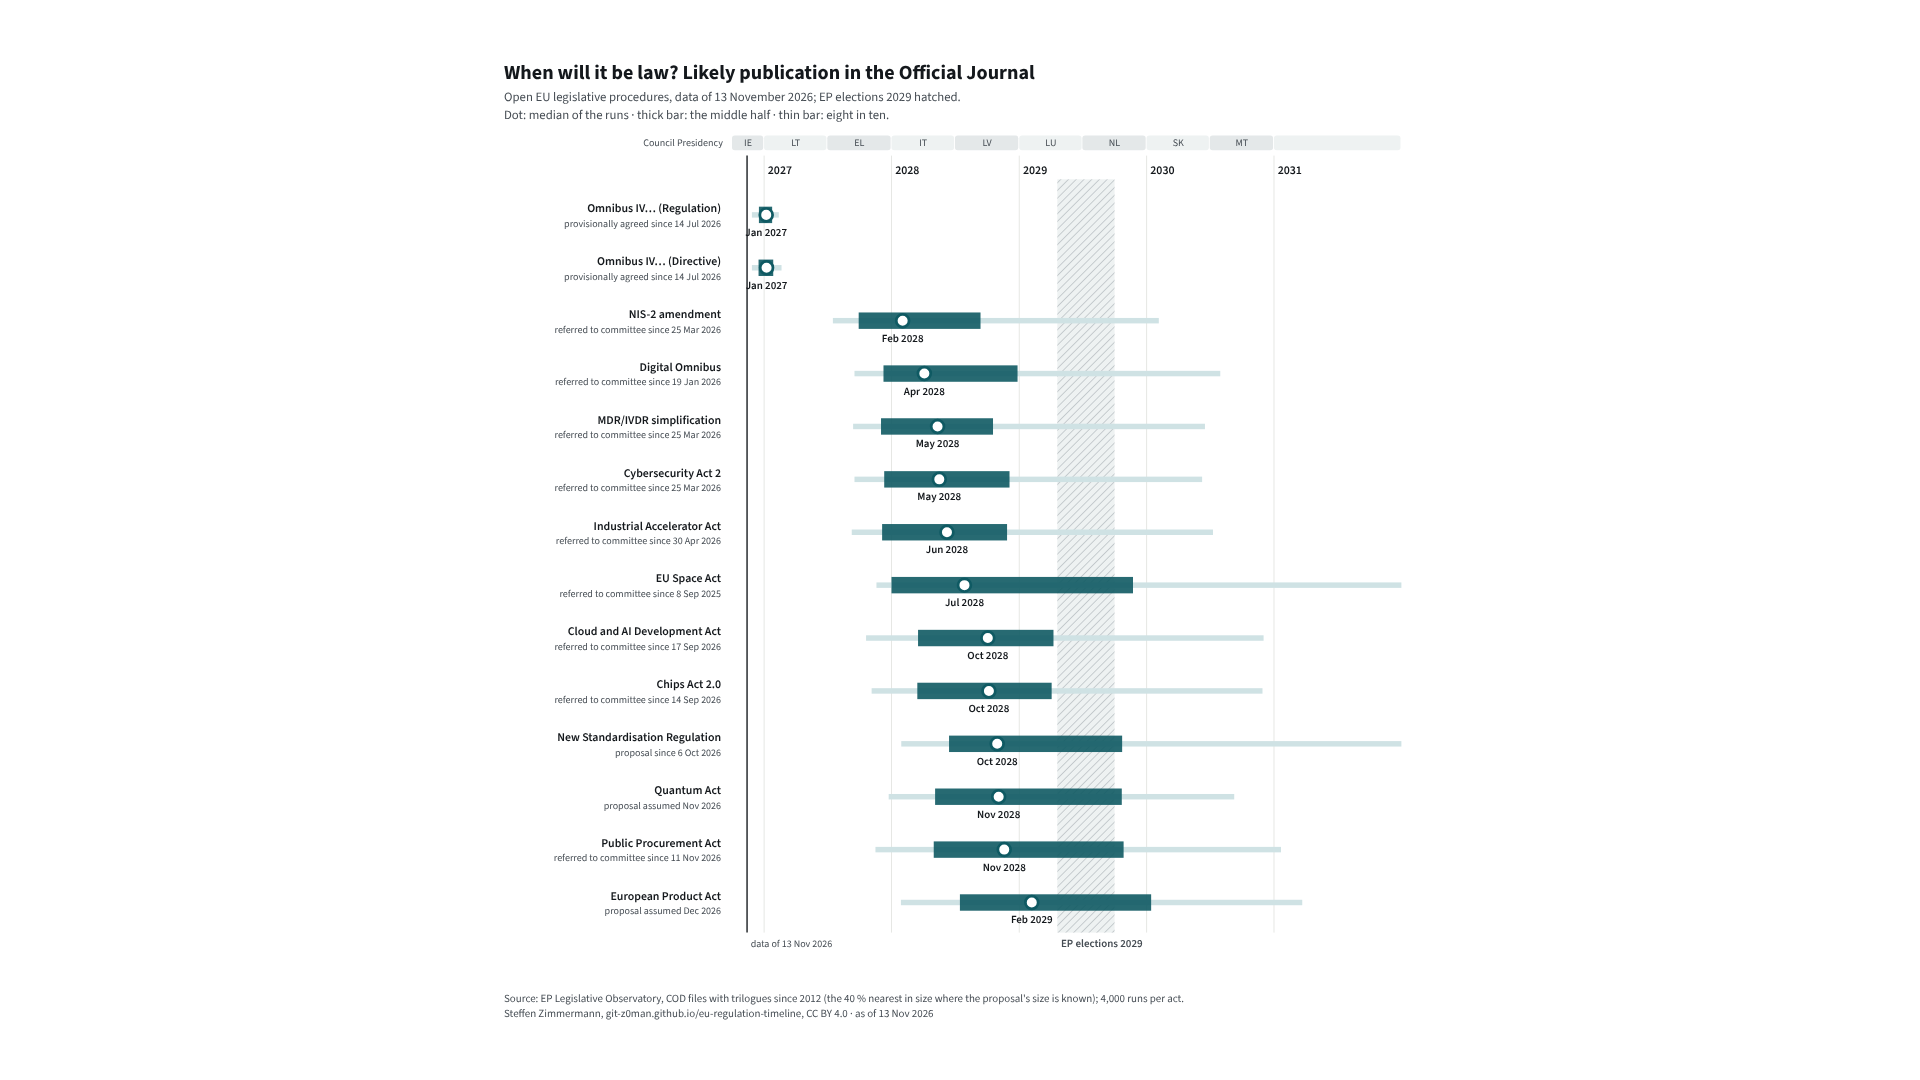 When will it be law? Likely publication in the Official Journal
Open EU legislative procedures, data of 13 November 2026; EP elections 2029 hatched.
Dot: median of the runs · thick bar: the middle half · thin bar: eight in ten.
Council Presidency IE LT EL IT LV LU NL SK MT
2027 2028 2029 2030 2031
Omnibus IV… (Regulation)
provisionally agreed since 14 Jul 2026
Jan 2027
Omnibus IV… (Directive)
provisionally agreed since 14 Jul 2026
Jan 2027
NIS-2 amendment
referred to committee since 25 Mar 2026
Feb 2028
Digital Omnibus
referred to committee since 19 Jan 2026
Apr 2028
MDR/IVDR simplification
referred to committee since 25 Mar 2026
May 2028
Cybersecurity Act 2
referred to committee since 25 Mar 2026
May 2028
Industrial Accelerator Act
referred to committee since 30 Apr 2026
Jun 2028
EU Space Act
referred to committee since 8 Sep 2025
Jul 2028
Cloud and AI Development Act
referred to committee since 17 Sep 2026
Oct 2028
Chips Act 2.0
referred to committee since 14 Sep 2026
Oct 2028
New Standardisation Regulation
proposal since 6 Oct 2026
Oct 2028
Quantum Act
proposal assumed Nov 2026
Nov 2028
Public Procurement Act
referred to committee since 11 Nov 2026
Nov 2028
European Product Act
proposal assumed Dec 2026
Feb 2029
data of 13 Nov 2026 EP elections 2029
Source: EP Legislative Observatory, COD files with trilogues since 2012 (the 40 % nearest in size where the proposal's size is known); 4,000 runs per act.
Steffen Zimmermann, git-z0man.github.io/eu-regulation-timeline, CC BY 4.0 · as of 13 Nov 2026